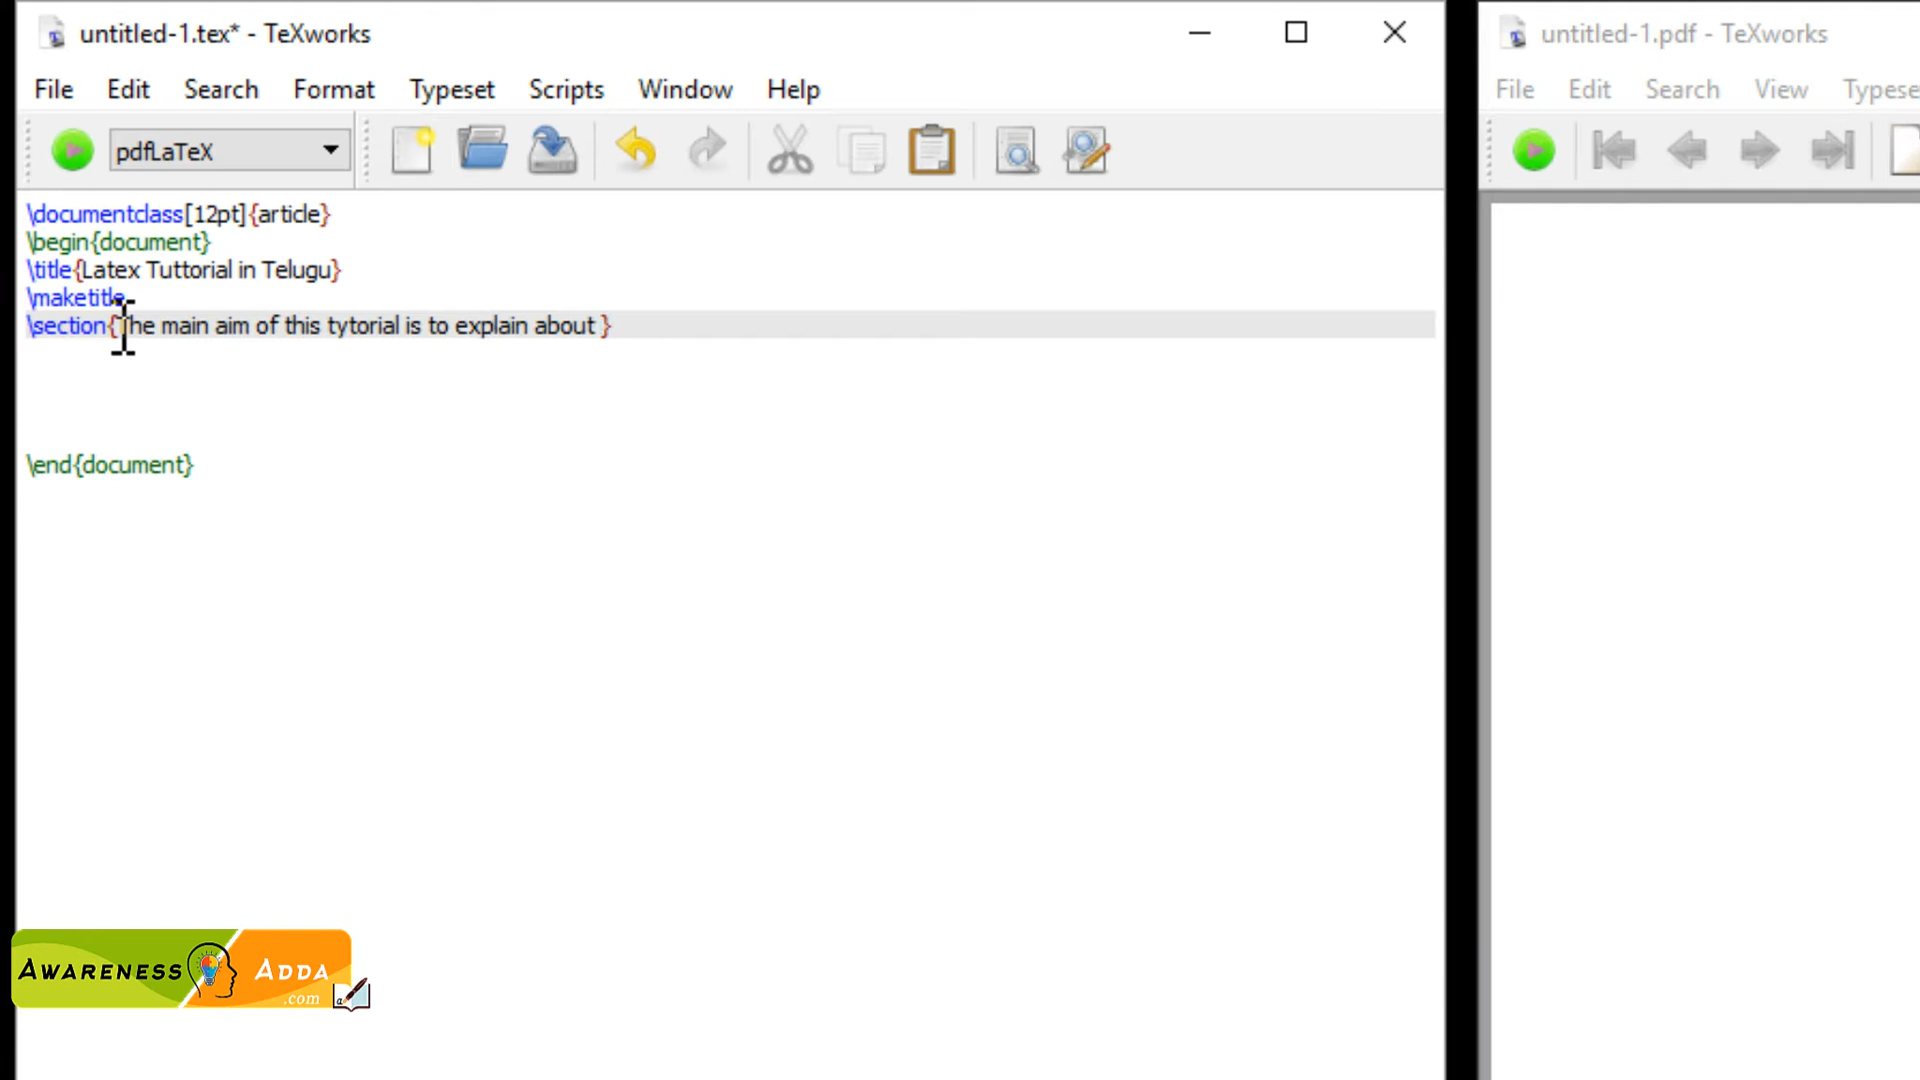 untitled-1.tex* - TeXworks
File Edit Search Format Typeset Scripts Window Help
pdfLaTeX
\documentclass[12pt]{article}
\begin{document}
\title{Latex Tuttorial in Telugu}
\maketitle
\section{The main aim of this tytorial is to explain about }
\end{document}
untitled-1.pdf - TeXworks
File Edit Search View Typese
AWARENESS ADDA
.com